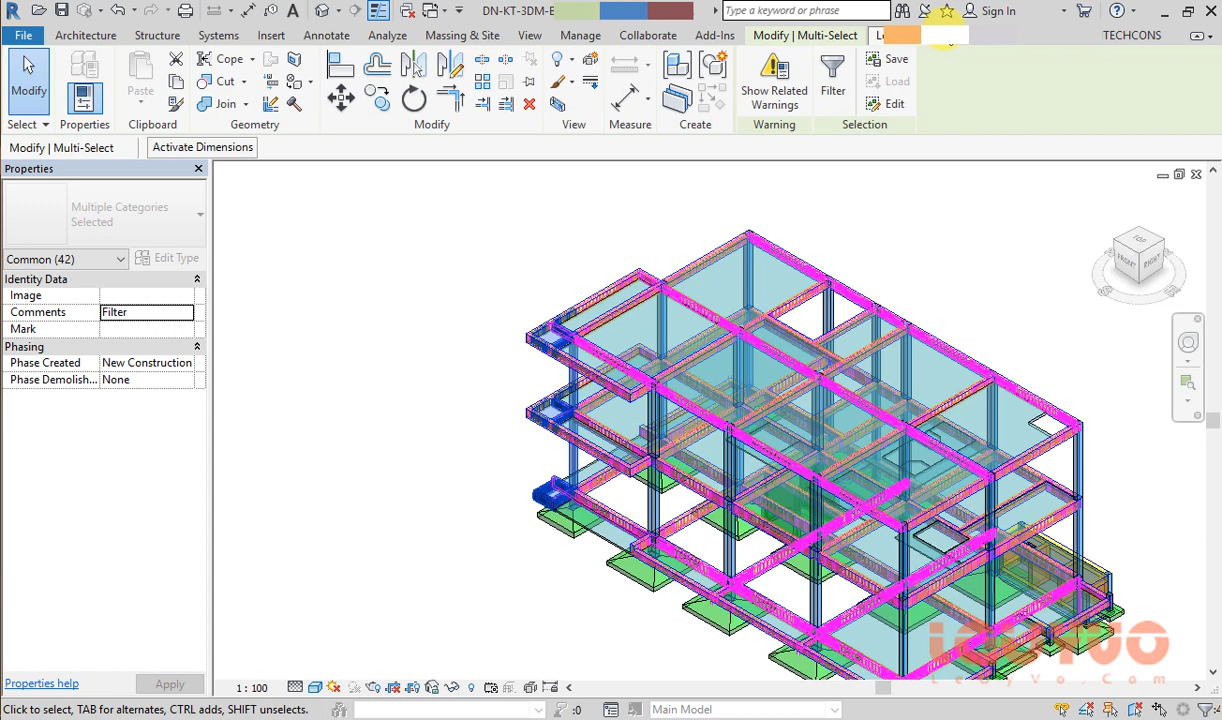 DN-KT-3DM-E
Type a keyword or phrase
Sign In
File Architecture Structure Systems Insert Annotate Analyze Massing & Site View Manage Collaborate Add-Ins Modify | Multi-Select TECHCONS
Modify
Properties
Paste
Cope
Cut
Join
Show Related Warnings
Filter
Save
Load
Edit
Select Properties Clipboard Geometry Modify View Measure Create Warning Selection
Modify | Multi-Select Activate Dimensions
Properties
Multiple Categories
Selected
Common (42) Edit Type
Identity Data
Image
Comments Filter
Mark
Phasing
Phase Created New Construction
Phase Demolish... None
TOP
FRONT RIGHT
Properties help Apply
1 : 100
LeDyVo.Com
Click to select, TAB for alternates, CTRL adds, SHIFT unselects. :0 Main Model